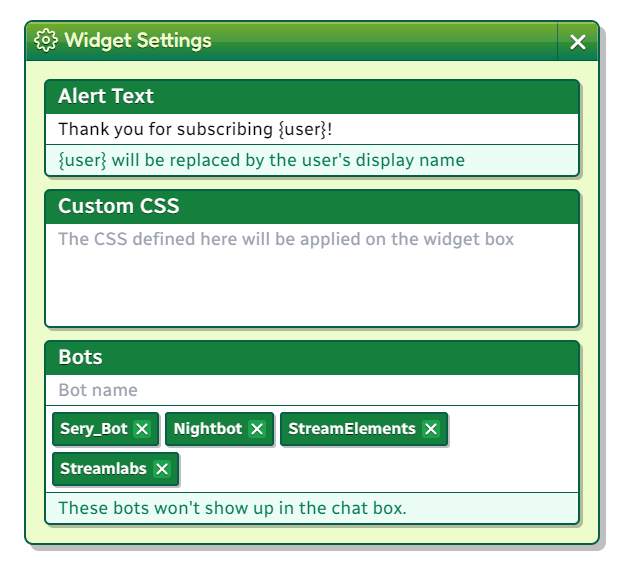 Widget Settings
Alert Text
Thank you for subscribing {user}!
{user} will be replaced by the user's display name
Custom CSS
The CSS defined here will be applied on the widget box
Bots
Bot name
Sery_Bot Nightbot StreamElements
Streamlabs
These bots won't show up in the chat box.